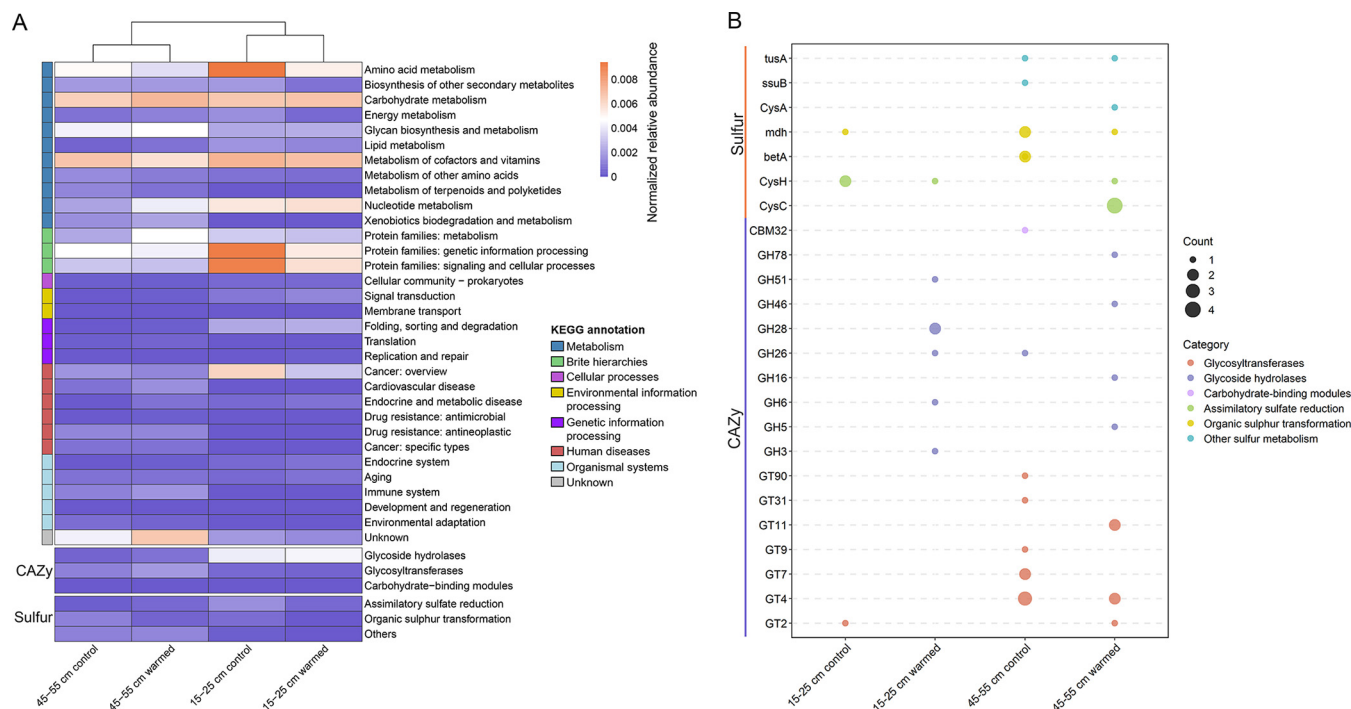 A
Amino acid metabolism
Biosynthesis of other secondary metabolites
Carbohydrate metabolism
Energy metabolism
Glycan biosynthesis and metabolism
Lipid metabolism
Metabolism of cofactors and vitamins
Metabolism of other amino acids
Metabolism of terpenoids and polyketides
Nucleotide metabolism
Xenobiotics biodegradation and metabolism
Protein families: metabolism
Protein families: genetic information processing
Protein families: signaling and cellular processes
Cellular community − prokaryotes
Signal transduction
Membrane transport
Folding, sorting and degradation
Translation
Replication and repair
Cancer: overview
Cardiovascular disease
Endocrine and metabolic disease
Drug resistance: antimicrobial
Drug resistance: antineoplastic
Cancer: specific types
Endocrine system
Aging
Immune system
Development and regeneration
Environmental adaptation
Unknown
CAZy
Glycoside hydrolases
Glycosyltransferases
Carbohydrate−binding modules
Sulfur
Assimilatory sulfate reduction
Organic sulphur transformation
Others
45−55 cm control
45−55 cm warmed
15−25 cm control
15−25 cm warmed
0.008
0.006
0.004
0.002
0
Normalized relative abundance
KEGG annotation
Metabolism
Brite hierarchies
Cellular processes
Environmental information
processing
Genetic information
processing
Human diseases
Organismal systems
Unknown
B
Sulfur
CAZy
tusA
ssuB
CysA
mdh
betA
CysH
CysC
CBM32
GH78
GH51
GH46
GH28
GH26
GH16
GH6
GH5
GH3
GT90
GT31
GT11
GT9
GT7
GT4
GT2
15-25 cm control
15-25 cm warmed
45-55 cm control
45-55 cm warmed
Count
1
2
3
4
Category
Glycosyltransferases
Glycoside hydrolases
Carbohydrate-binding modules
Assimilatory sulfate reduction
Organic sulphur transformation
Other sulfur metabolism